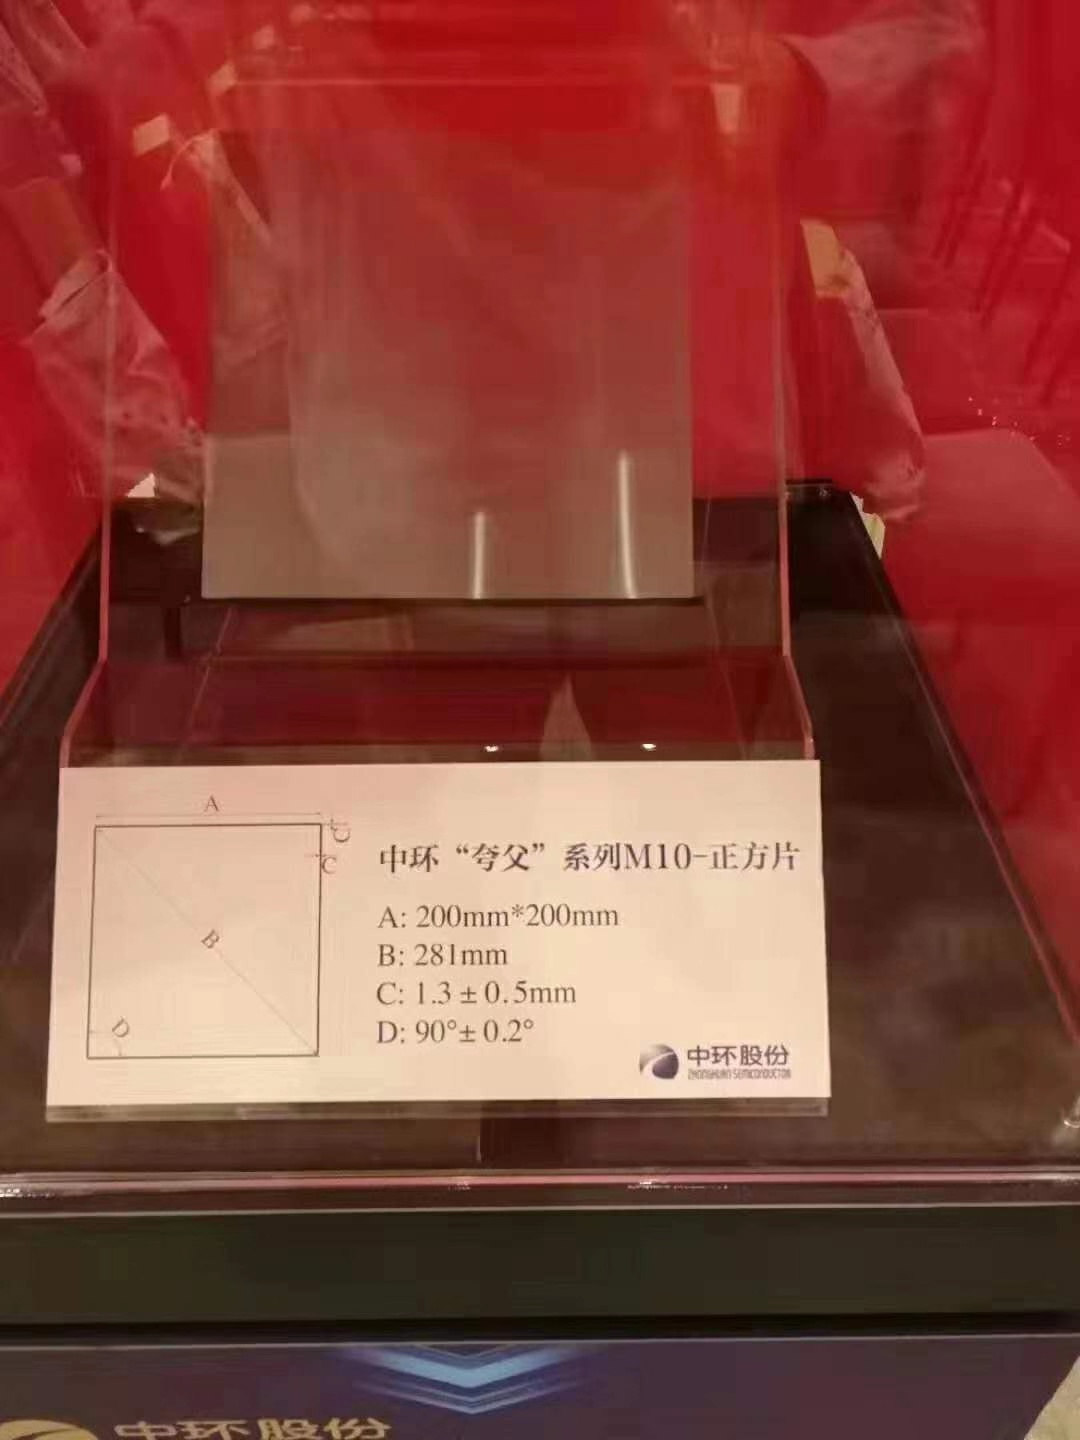 A
C
C
B
D
中环“夸父”系列M10-正方片
A: 200mm*200mm
B: 281mm
C: 1.3±0.5mm
D: 90°±0.2°
中环股份
ZHONGHUAN SEMICONDUCTOR
中环股份